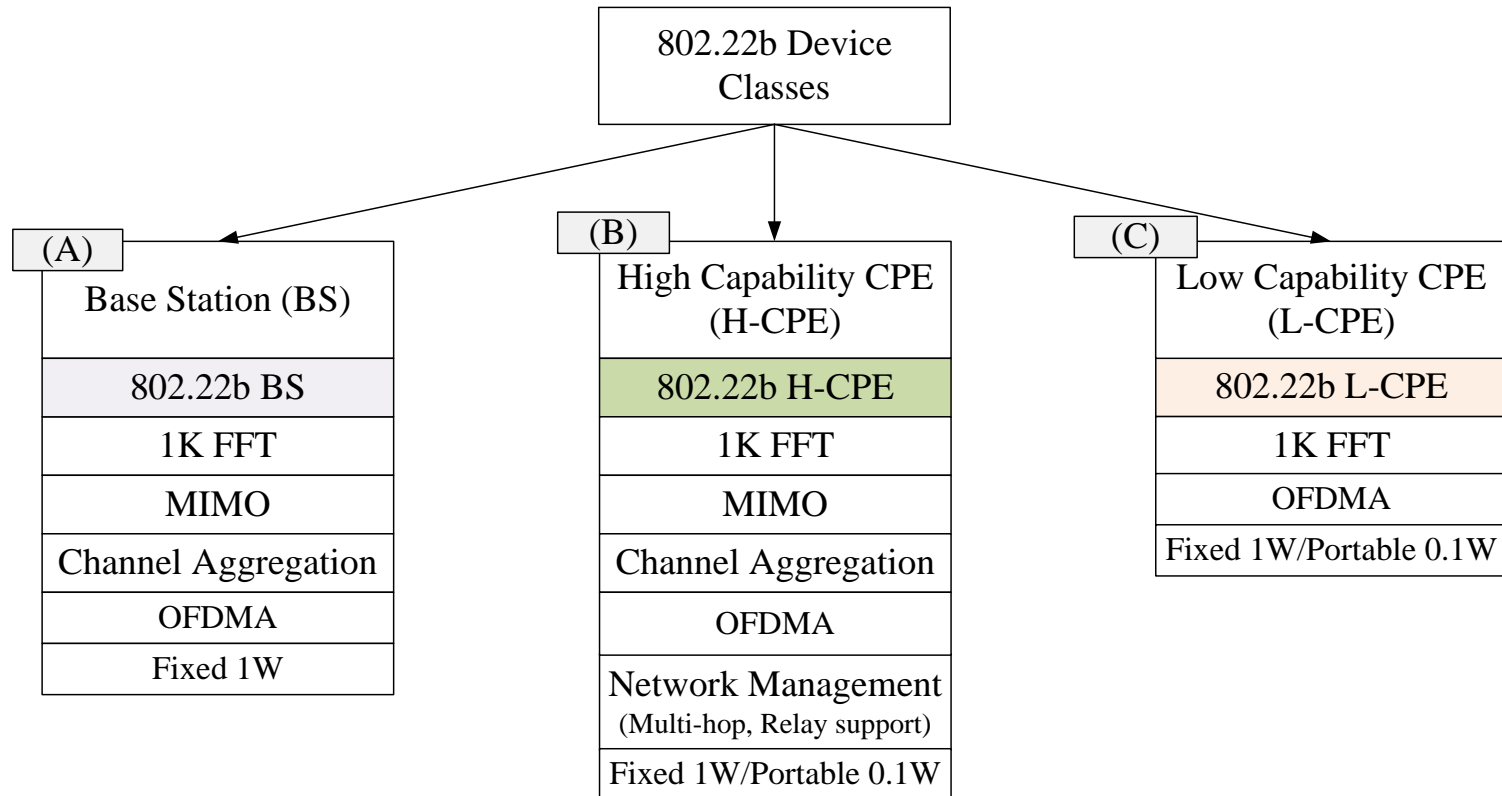 802.22b Device
Classes
(A)
Base Station (BS)
802.22b BS
1K FFT
MIMO
Channel Aggregation
OFDMA
Fixed 1W
(B)
High Capability CPE
(H-CPE)
802.22b H-CPE
1K FFT
MIMO
Channel Aggregation
OFDMA
Network Management
(Multi-hop, Relay support)
Fixed 1W/Portable 0.1W
(C)
Low Capability CPE
(L-CPE)
802.22b L-CPE
1K FFT
OFDMA
Fixed 1W/Portable 0.1W